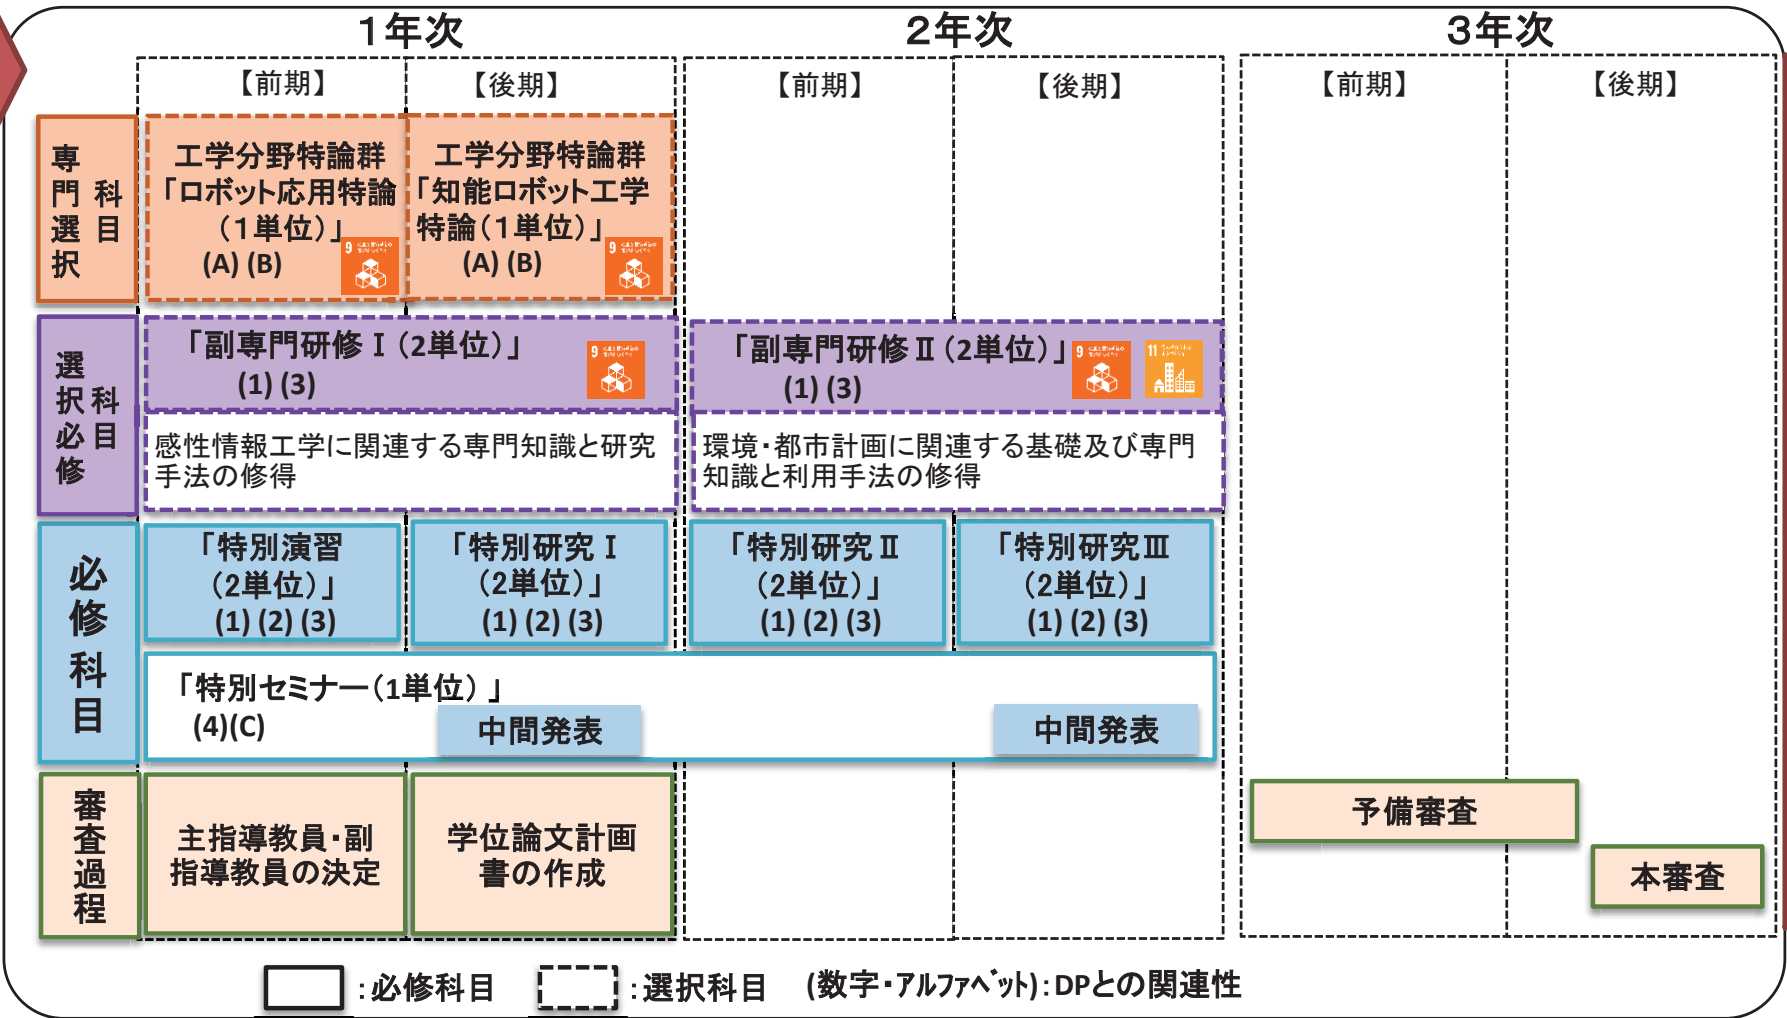 1年次
2年次
3年次
【前期】
【後期】
【前期】
【後期】
【前期】
【後期】
専門選択科目
工学分野特論群
「ロボット応用特論
(1単位)」
(A) (B)
9
工学分野特論群
「知能ロボット工学
特論(1単位)」
(A) (B)
9
選択必修科目
「副専門研修Ⅰ(2単位)」
(1) (3)
9
感性情報工学に関連する専門知識と研究
手法の修得
「副専門研修Ⅱ(2単位)」
(1) (3)
9
11
環境・都市計画に関連する基礎及び専門
知識と利用手法の修得
必修科目
「特別演習
(2単位)」
(1) (2) (3)
「特別研究Ⅰ
(2単位)」
(1) (2) (3)
「特別研究Ⅱ
(2単位)」
(1) (2) (3)
「特別研究Ⅲ
(2単位)」
(1) (2) (3)
「特別セミナー(1単位)」
(4)(C)
中間発表
中間発表
審査過程
主指導教員・副
指導教員の決定
学位論文計画
書の作成
予備審査
本審査
:必修科目
:選択科目
(数字・アルファベット):DPとの関連性